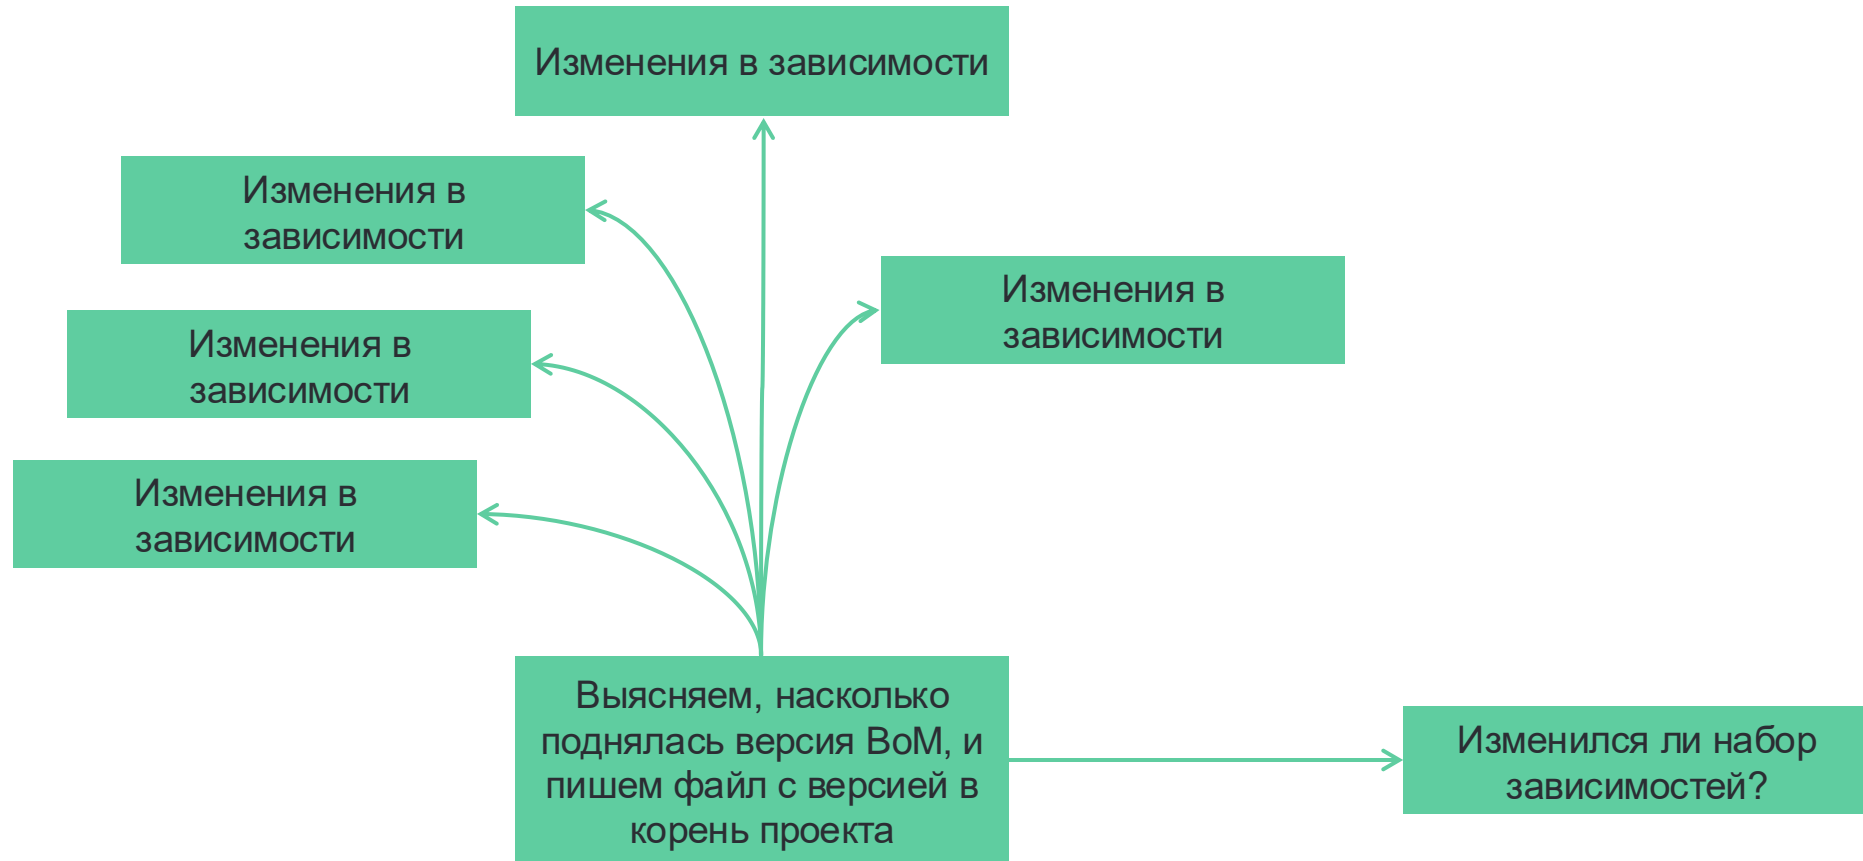 Изменения в зависимости
Изменения в
зависимости
Изменения в
зависимости
Изменения в
зависимости
Изменения в
зависимости
Выясняем, насколько
поднялась версия BoM, и
пишем файл с версией в
корень проекта
Изменился ли набор
зависимостей?